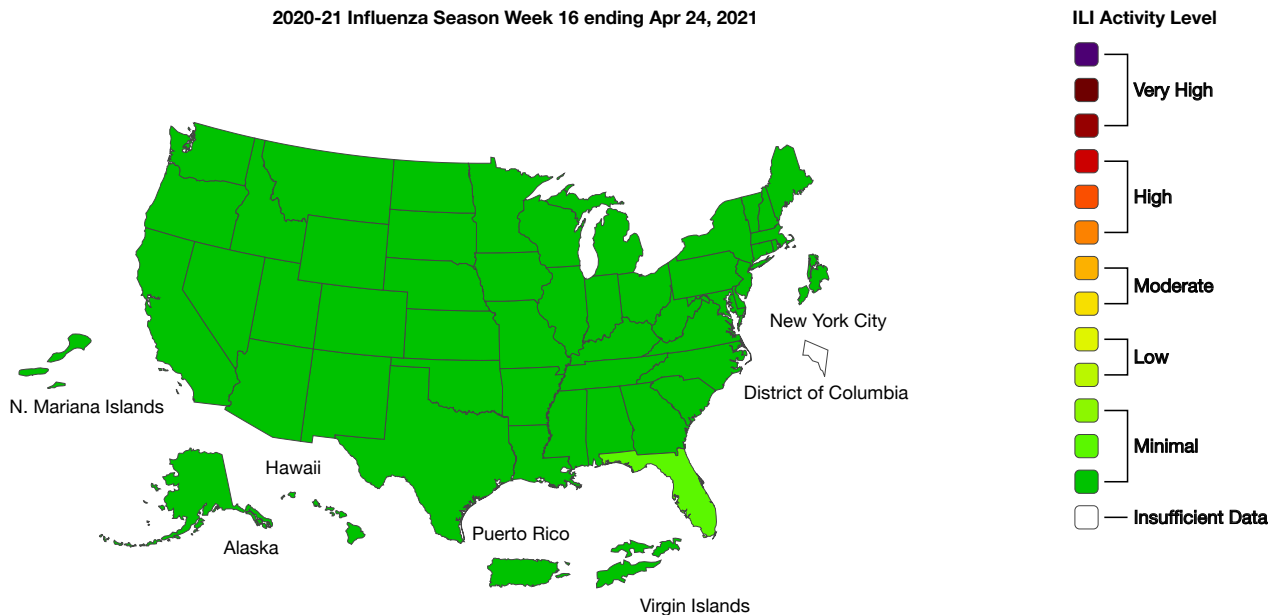 2020-21 Influenza Season Week 16 ending Apr 24, 2021
ILI Activity Level
Very High
High
Moderate
Low
Minimal
Insufficient Data
New York City
District of Columbia
N. Mariana Islands
Hawaii
Alaska
Puerto Rico
Virgin Islands